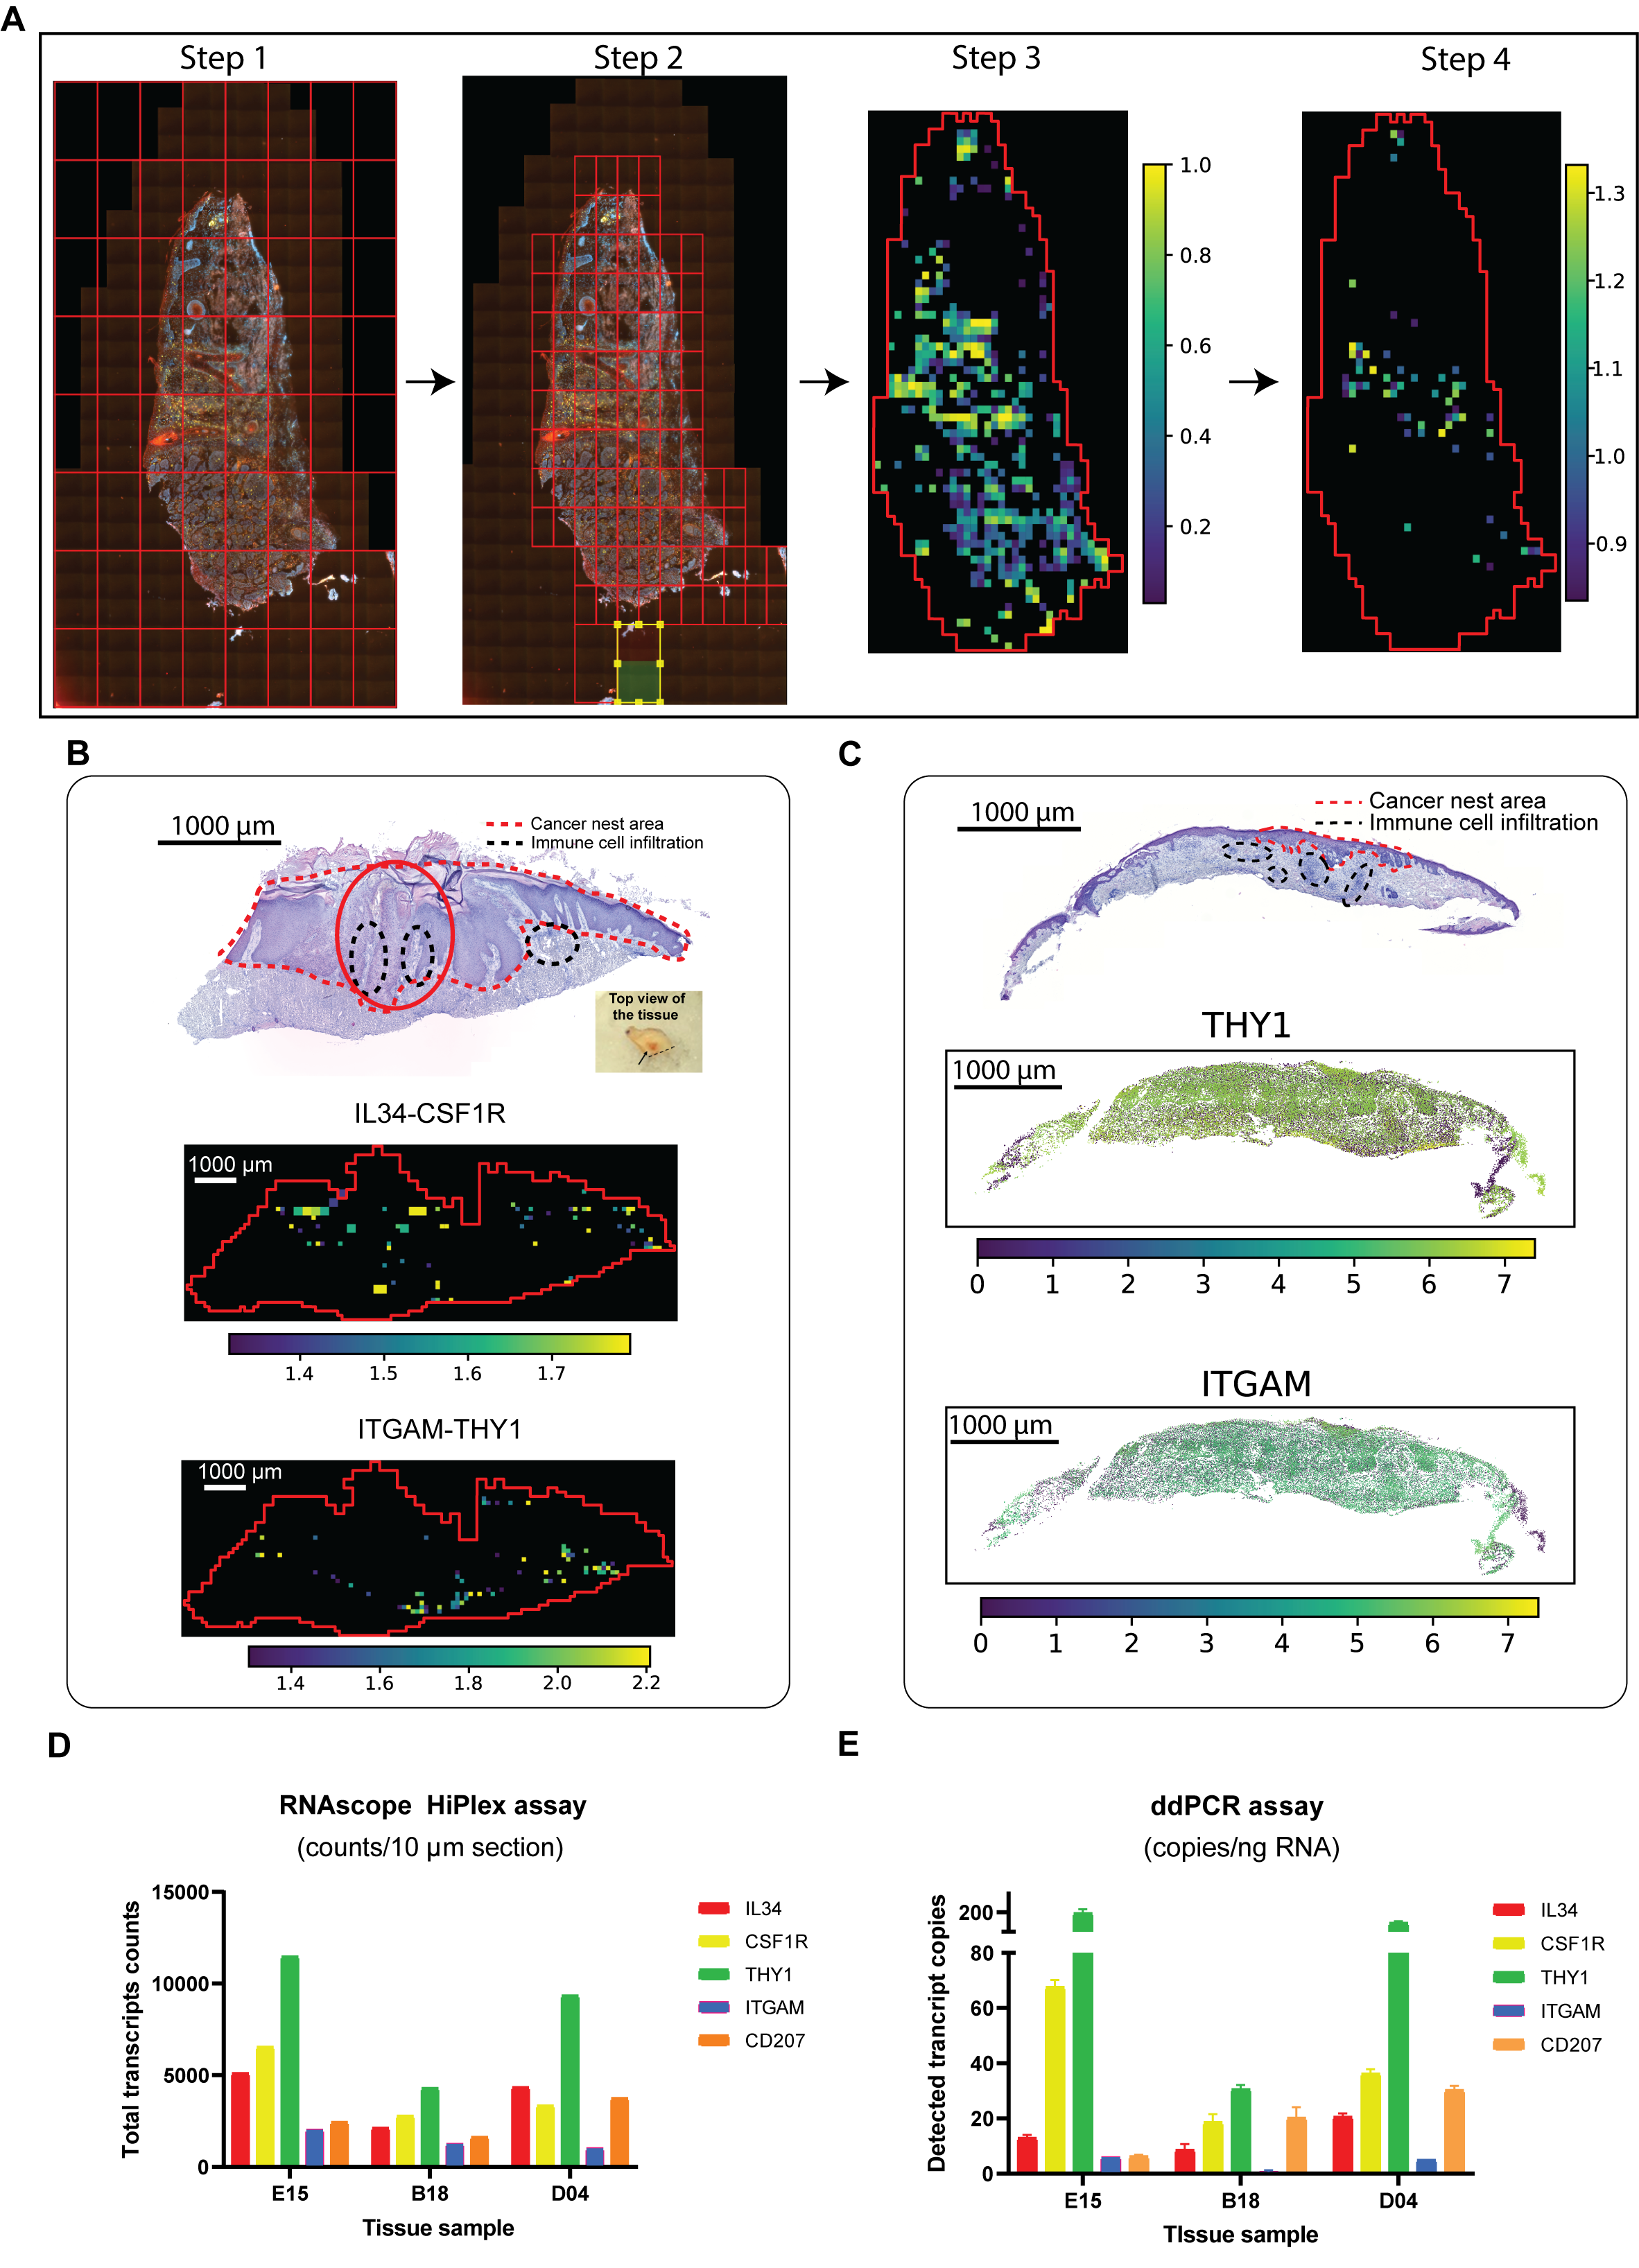 A
Step 1
Step 2
Step 3
Step 4
1.0
0.8
0.6
0.4
0.2
1.3
1.2
1.1
1.0
0.9
B
1000 µm
Cancer nest area
Immune cell infiltration
Top view of
the tissue
IL34-CSF1R
1000 µm
1.4 1.5 1.6 1.7
ITGAM-THY1
1000 µm
1.4 1.6 1.8 2.0 2.2
C
1000 µm
Cancer nest area
Immune cell infiltration
THY1
1000 µm
0 1 2 3 4 5 6 7
ITGAM
1000 µm
0 1 2 3 4 5 6 7
D
RNAscope HiPlex assay
(counts/10 µm section)
Total transcripts counts
15000
10000
5000
0
E15 B18 D04
Tissue sample
IL34
CSF1R
THY1
ITGAM
CD207
E
ddPCR assay
(copies/ng RNA)
Detected trancript copies
200
80
60
40
20
0
E15 B18 D04
TIssue sample
IL34
CSF1R
THY1
ITGAM
CD207